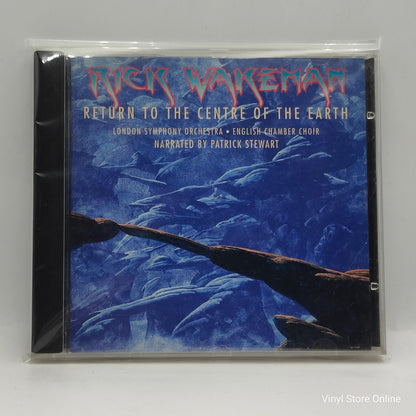 RICK WAKEMAN
RETURN TO THE CENTRE OF THE EARTH
LONDON SYMPHONY ORCHESTRA • ENGLISH CHAMBER CHOIR
NARRATED BY PATRICK STEWART
Vinyl Store Online